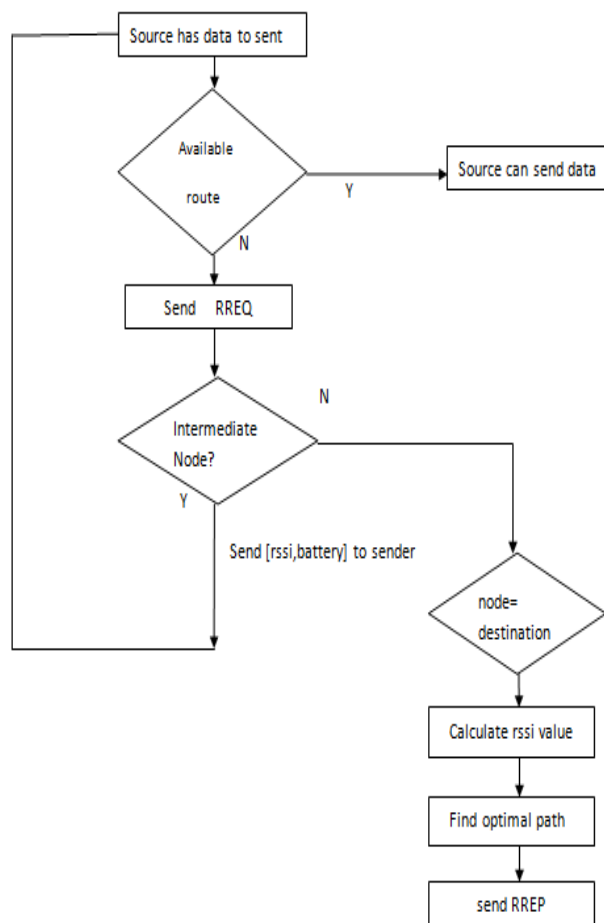 Source has data to sent
Available
route
Source can send data
Y
N
Send RREQ
N
Intermediate
Node?
Y
Send [rssi,battery] to sender
node=
destination
Calculate rssi value
Find optimal path
send RREP